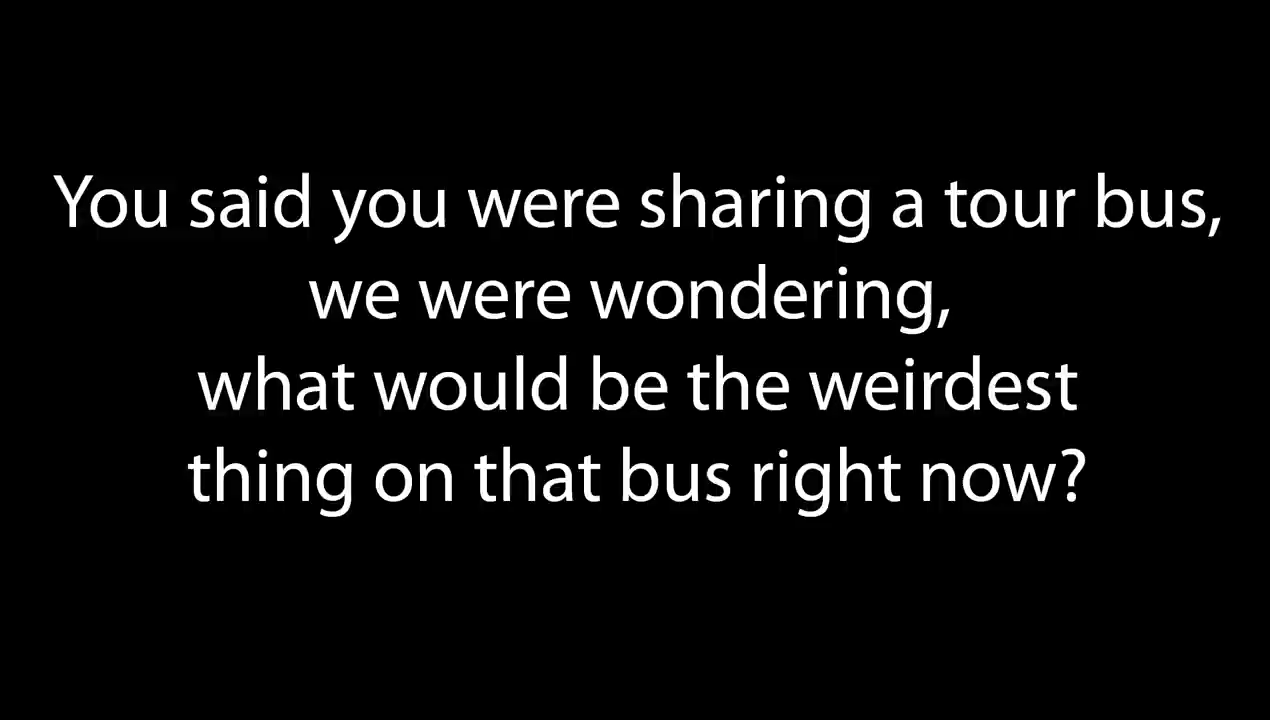 You said you were sharing a tour bus,
we were wondering,
what would be the weirdest
thing on that bus right now?